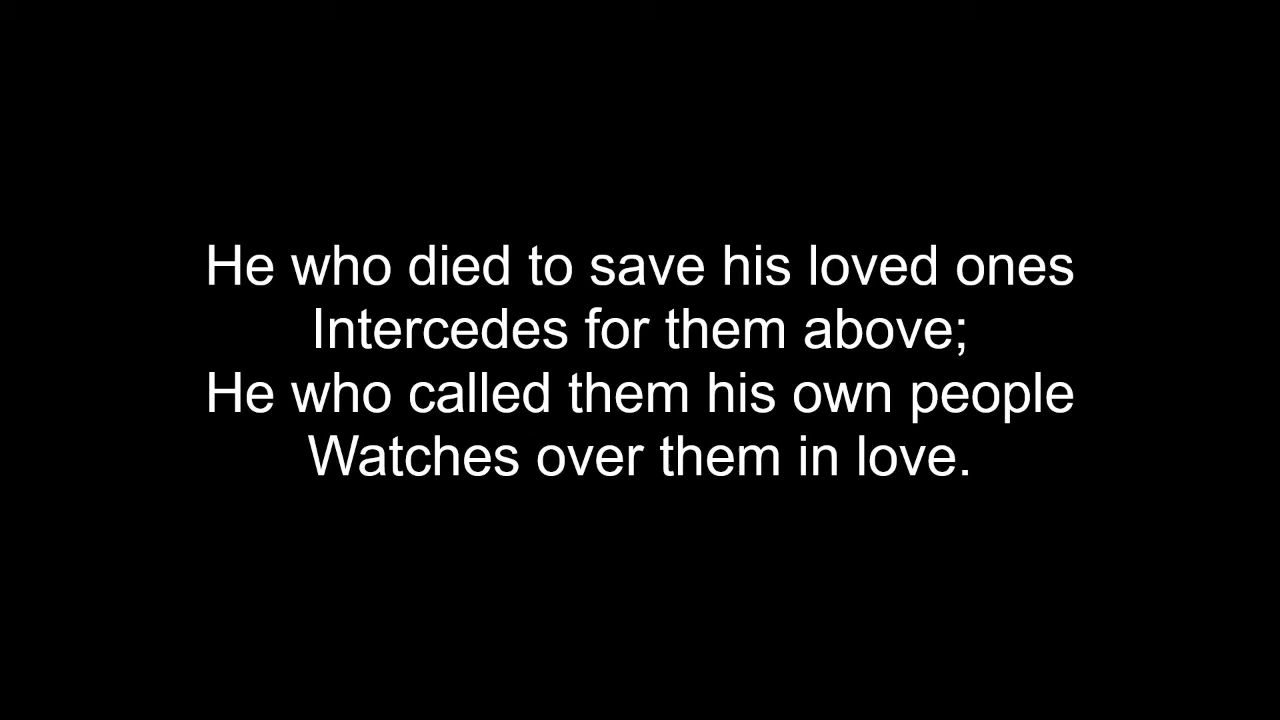 He who died to save his loved ones
Intercedes for them above;
He who called them his own people
Watches over them in love.